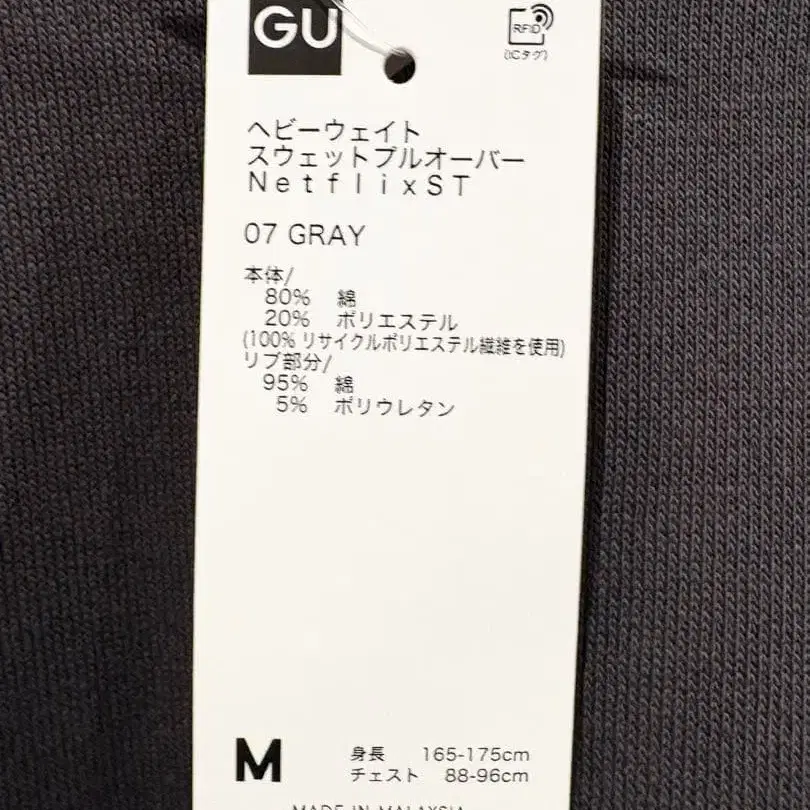 GU
RFID
(ICタグ)
ヘビーウェイト
スウェットプルオーバー
NetflixST
07 GRAY
本体/
80% 綿
20% ポリエステル
(100% リサイクルポリエステル繊維を使用)
リブ部分/
95% 綿
5% ポリウレタン
M 身長 165-175cm
チェスト 88-96cm
MADE IN MALAYSIA